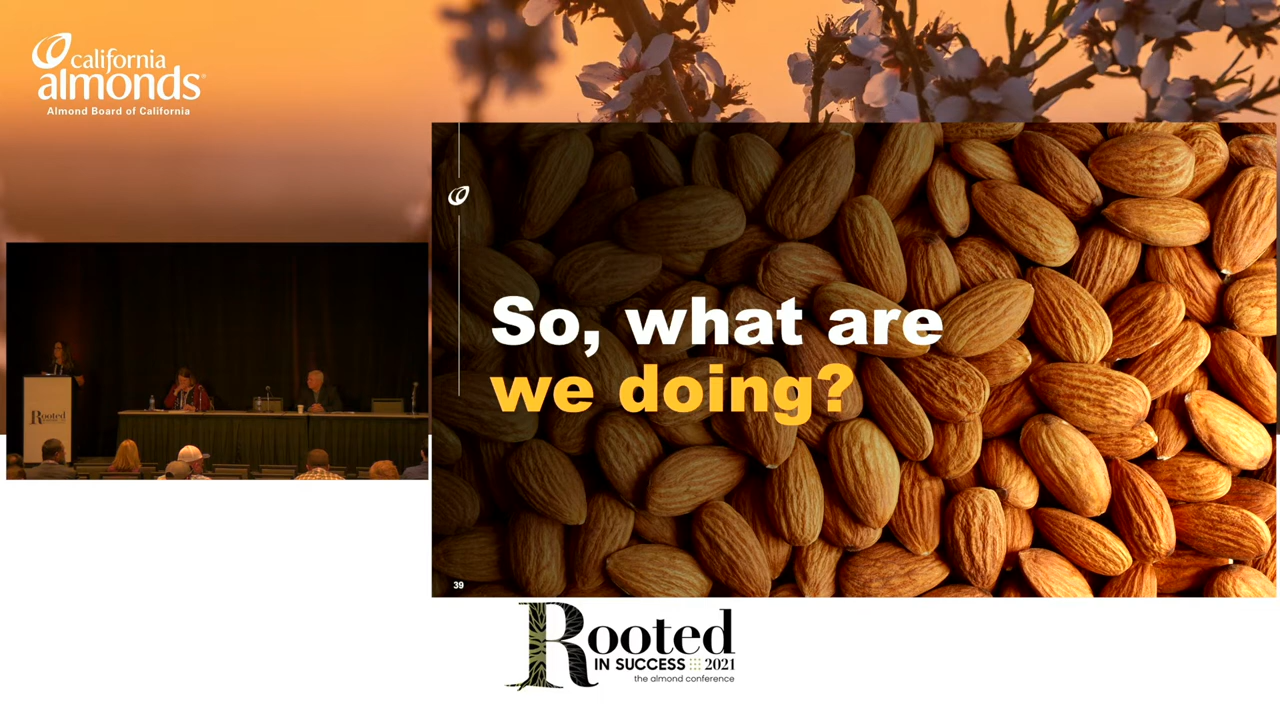 california
almonds
Almond Board of California
So, what are
we doing?
39
Rooted
Rooted
IN SUCCESS 2021
the almond conference